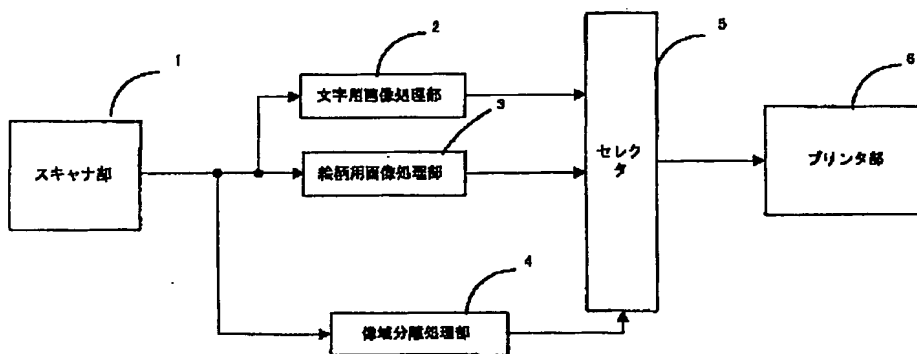 1
スキャナ部
2
文字用画像処理部
3
絵柄用画像処理部
4
像域分離処理部
5
セレク
タ
6
プリンタ部